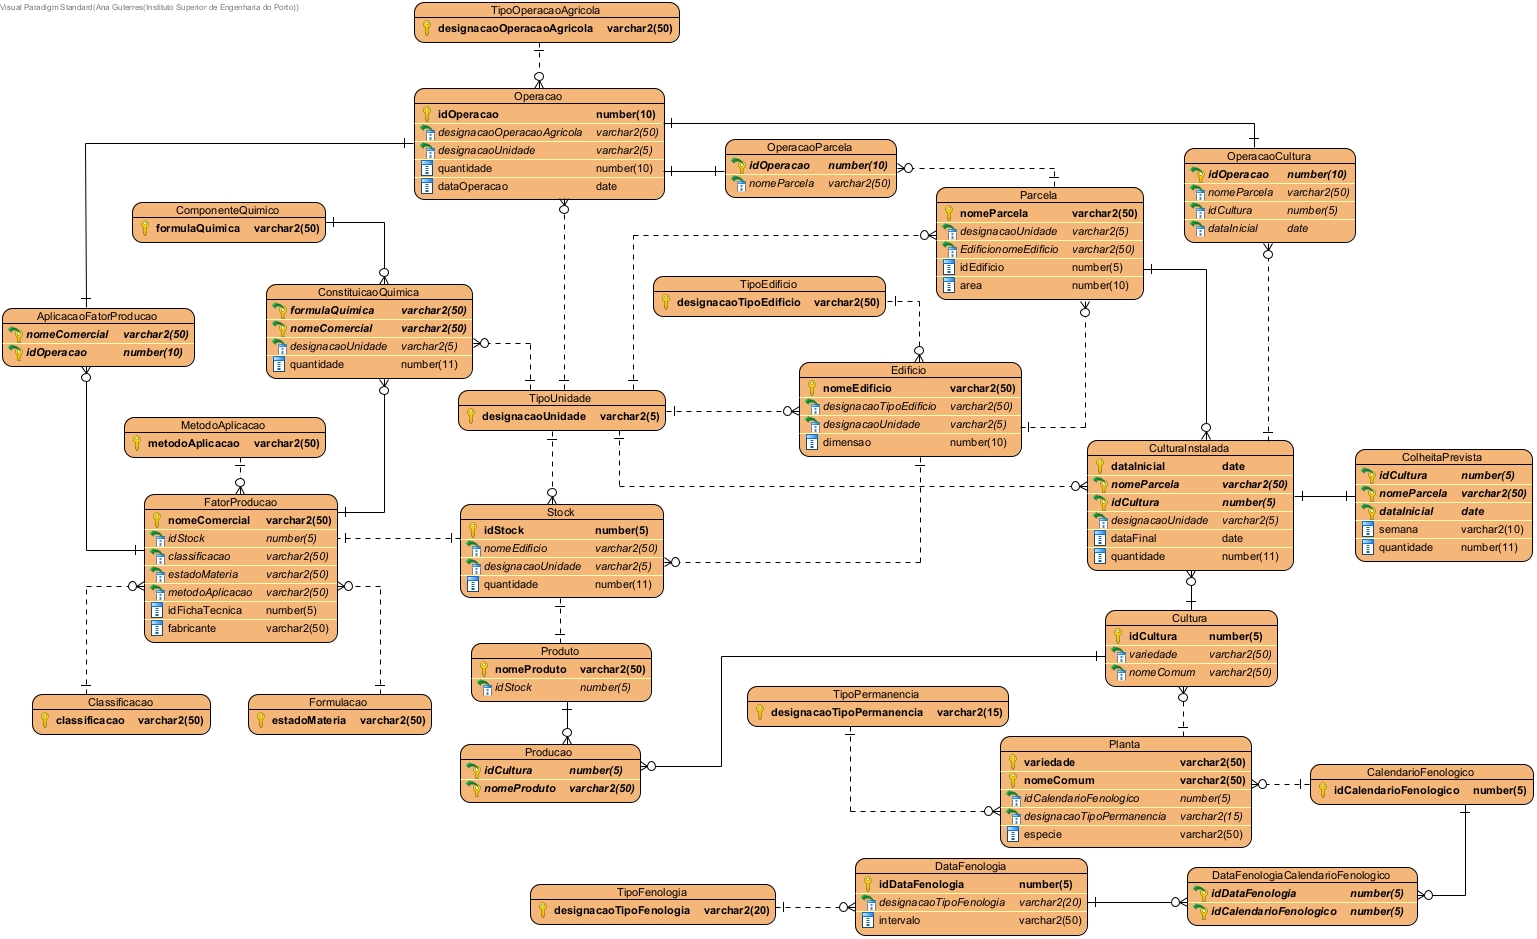 Visual Paradigm Standard(Ana Guterres(Instituto Superior de Engenharia do Porto))
TipoOperacaoAgricola
designacaoOperacaoAgricola varchar2(50)
Operacao
idOperacao number(10)
designacaoOperacaoAgricola varchar2(50)
designacaoUnidade varchar2(5)
quantidade number(10)
dataOperacao date
OperacaoParcela
idOperacao number(10)
nomeParcela varchar2(50)
OperacaoCultura
idOperacao number(10)
nomeParcela varchar2(50)
idCultura number(5)
dataInicial date
ComponenteQuimico
formulaQuimica varchar2(50)
Parcela
nomeParcela varchar2(50)
designacaoUnidade varchar2(5)
EdificionomeEdificio varchar2(50)
idEdificio number(5)
area number(10)
TipoEdificio
designacaoTipoEdificio varchar2(50)
ConstituicaoQuimica
formulaQuimica varchar2(50)
nomeComercial varchar2(50)
designacaoUnidade varchar2(5)
quantidade number(11)
AplicacaoFatorProducao
nomeComercial varchar2(50)
idOperacao number(10)
Edificio
nomeEdificio varchar2(50)
designacaoTipoEdificio varchar2(50)
designacaoUnidade varchar2(5)
dimensao number(10)
TipoUnidade
designacaoUnidade varchar2(5)
MetodoAplicacao
metodoAplicacao varchar2(50)
CulturaInstalada
dataInicial date
nomeParcela varchar2(50)
idCultura number(5)
designacaoUnidade varchar2(5)
dataFinal date
quantidade number(11)
ColheitaPrevista
idCultura number(5)
nomeParcela varchar2(50)
dataInicial date
semana varchar2(10)
quantidade number(11)
FatorProducao
nomeComercial varchar2(50)
idStock number(5)
classificacao varchar2(50)
estadoMateria varchar2(50)
metodoAplicacao varchar2(50)
idFichaTecnica number(5)
fabricante varchar2(50)
Stock
idStock number(5)
nomeEdificio varchar2(50)
designacaoUnidade varchar2(5)
quantidade number(11)
Cultura
idCultura number(5)
variedade varchar2(50)
nomeComum varchar2(50)
Produto
nomeProduto varchar2(50)
idStock number(5)
Classificacao
classificacao varchar2(50)
Formulacao
estadoMateria varchar2(50)
TipoPermanencia
designacaoTipoPermanencia varchar2(15)
Producao
idCultura number(5)
nomeProduto varchar2(50)
Planta
variedade varchar2(50)
nomeComum varchar2(50)
idCalendarioFenologico number(5)
designacaoTipoPermanencia varchar2(15)
especie varchar2(50)
CalendarioFenologico
idCalendarioFenologico number(5)
DataFenologia
idDataFenologia number(5)
designacaoTipoFenologia varchar2(20)
intervalo varchar2(50)
DataFenologiaCalendarioFenologico
idDataFenologia number(5)
idCalendarioFenologico number(5)
TipoFenologia
designacaoTipoFenologia varchar2(20)